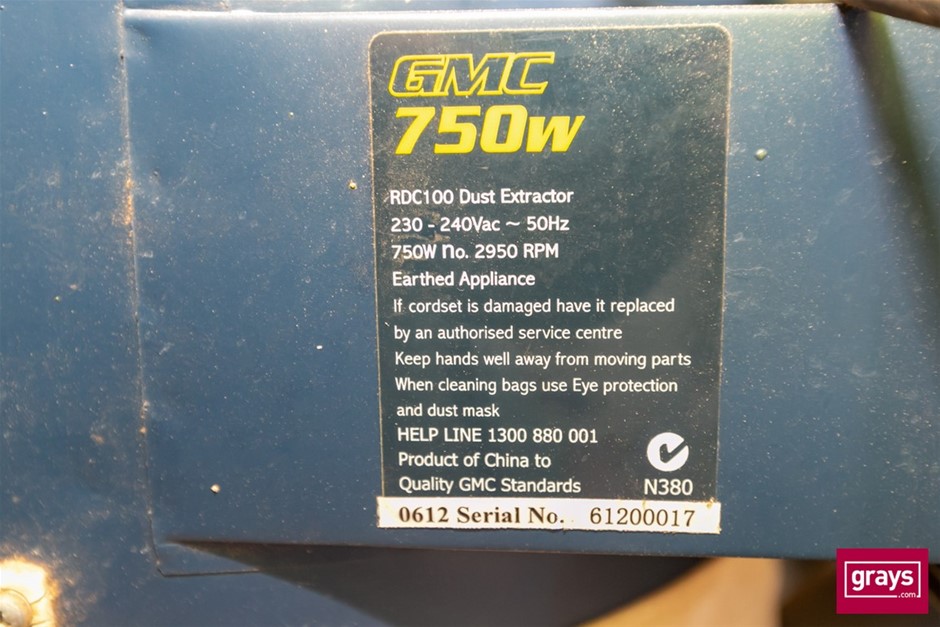 GMC
750W
RDC100 Dust Extractor
230 - 240Vac ~ 50Hz
750W no. 2950 RPM
Earthed Appliance
If cordset is damaged have it replaced
by an authorised service centre
Keep hands well away from moving parts
When cleaning bags use Eye protection
and dust mask
HELP LINE 1300 880 001
Product of China to
Quality GMC Standards
N380
0612 Serial No. 61200017
grays
.com